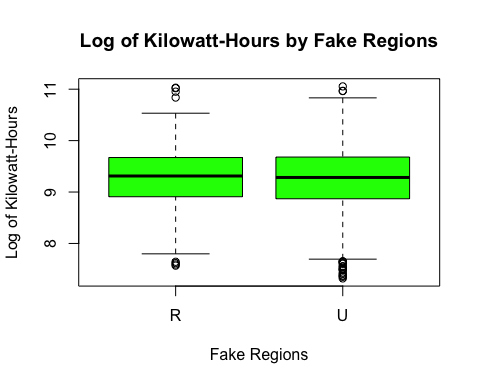 Log of Kilowatt-Hours by Fake Regions
Log of Kilowatt-Hours
11
10
9
8
R U
Fake Regions